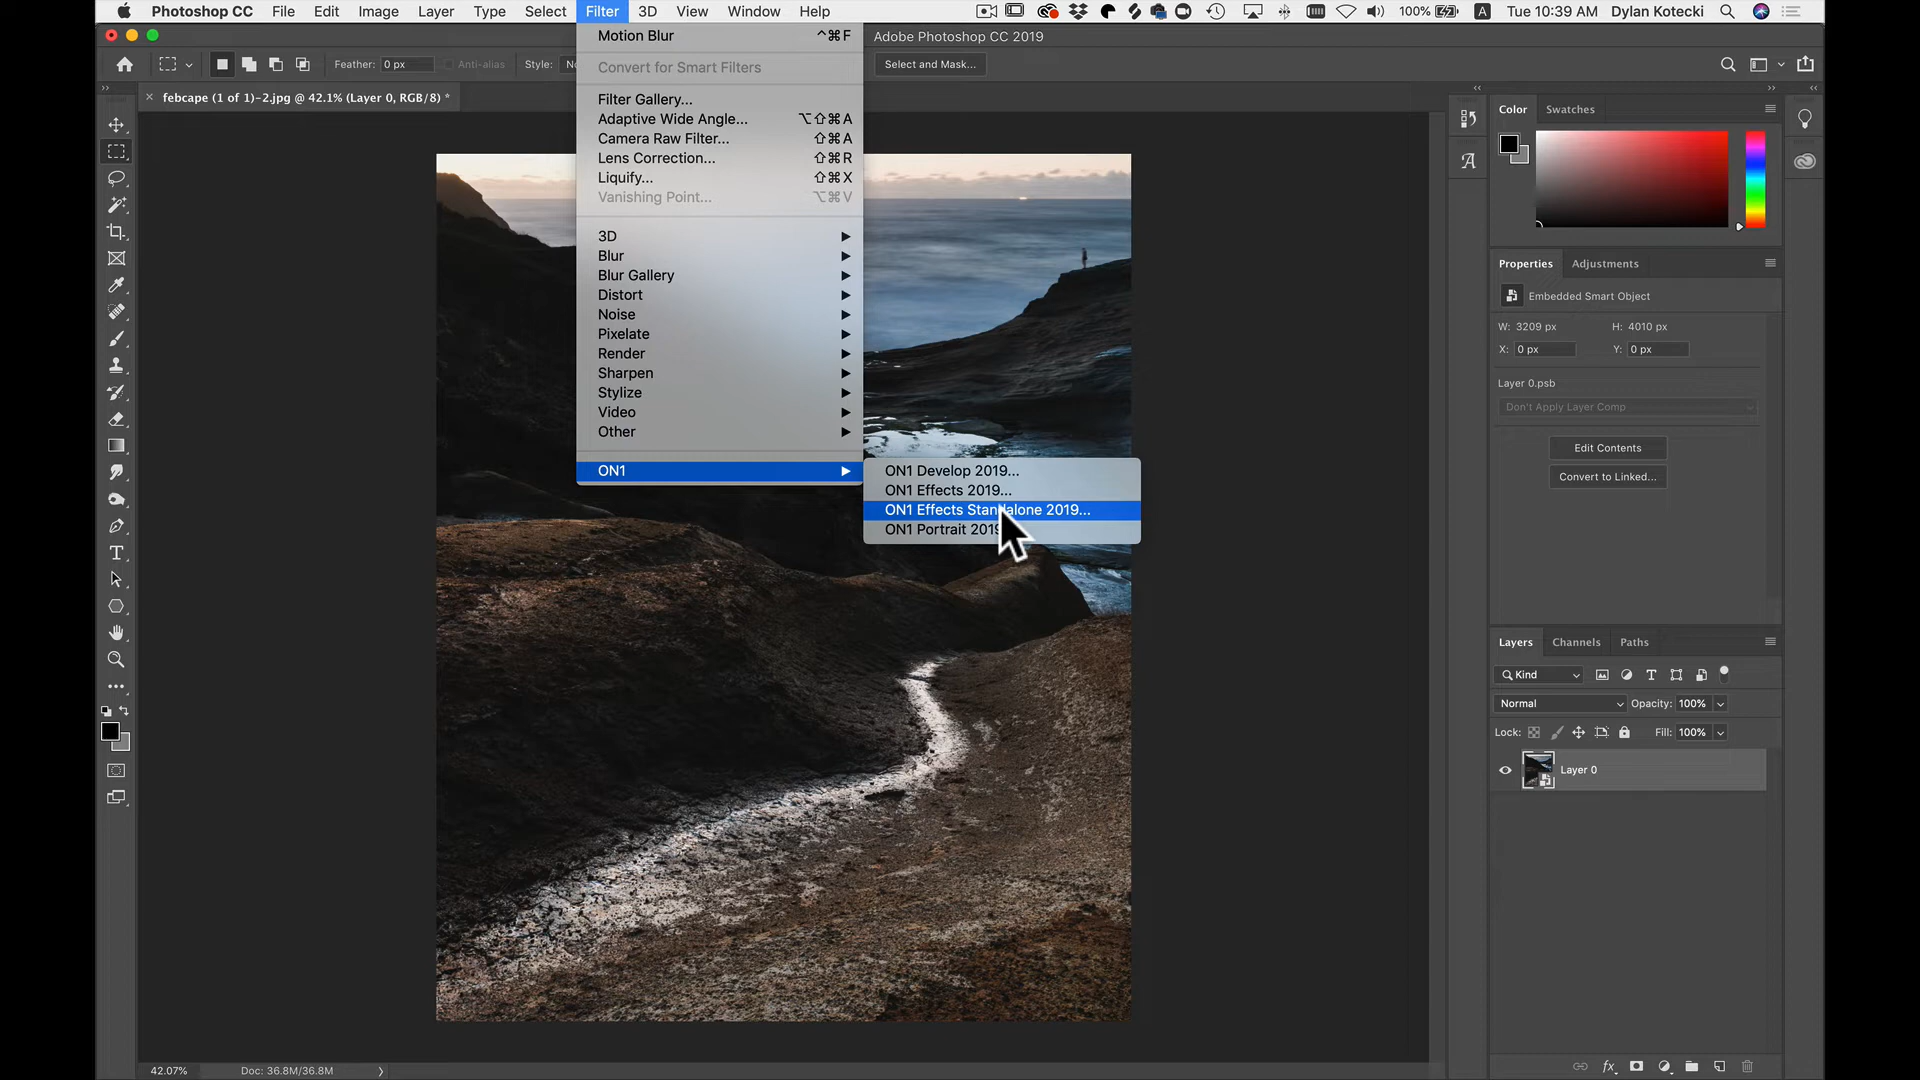 Photoshop CC File Edit Image Layer Type Select Filter 3D View Window Help 100% A Tue 10:39 AM Dylan Kotecki
Adobe Photoshop CC 2019
Feather: 0 px Anti-alias Style: Select and Mask...
febcape (1 of 1)-2.jpg @ 42.1% (Layer 0, RGB/8) *
Motion Blur ^⌘F
Convert for Smart Filters
Filter Gallery...
Adaptive Wide Angle... ⌥⇧⌘A
Camera Raw Filter... ⇧⌘A
Lens Correction... ⇧⌘R
Liquify... ⇧⌘X
Vanishing Point... ⌥⌘V
3D
Blur
Blur Gallery
Distort
Noise
Pixelate
Render
Sharpen
Stylize
Video
Other
ON1
ON1 Develop 2019...
ON1 Effects 2019...
ON1 Effects Standalone 2019...
ON1 Portrait
Color Swatches
Properties Adjustments
Embedded Smart Object
W: 3209 px H: 4010 px
X: 0 px Y: 0 px
Layer 0.psb
Don't Apply Layer Comp
Edit Contents
Convert to Linked...
Layers Channels Paths
Kind
Normal Opacity: 100%
Lock: Fill: 100%
Layer 0
fx
42.07% Doc: 36.8M/36.8M